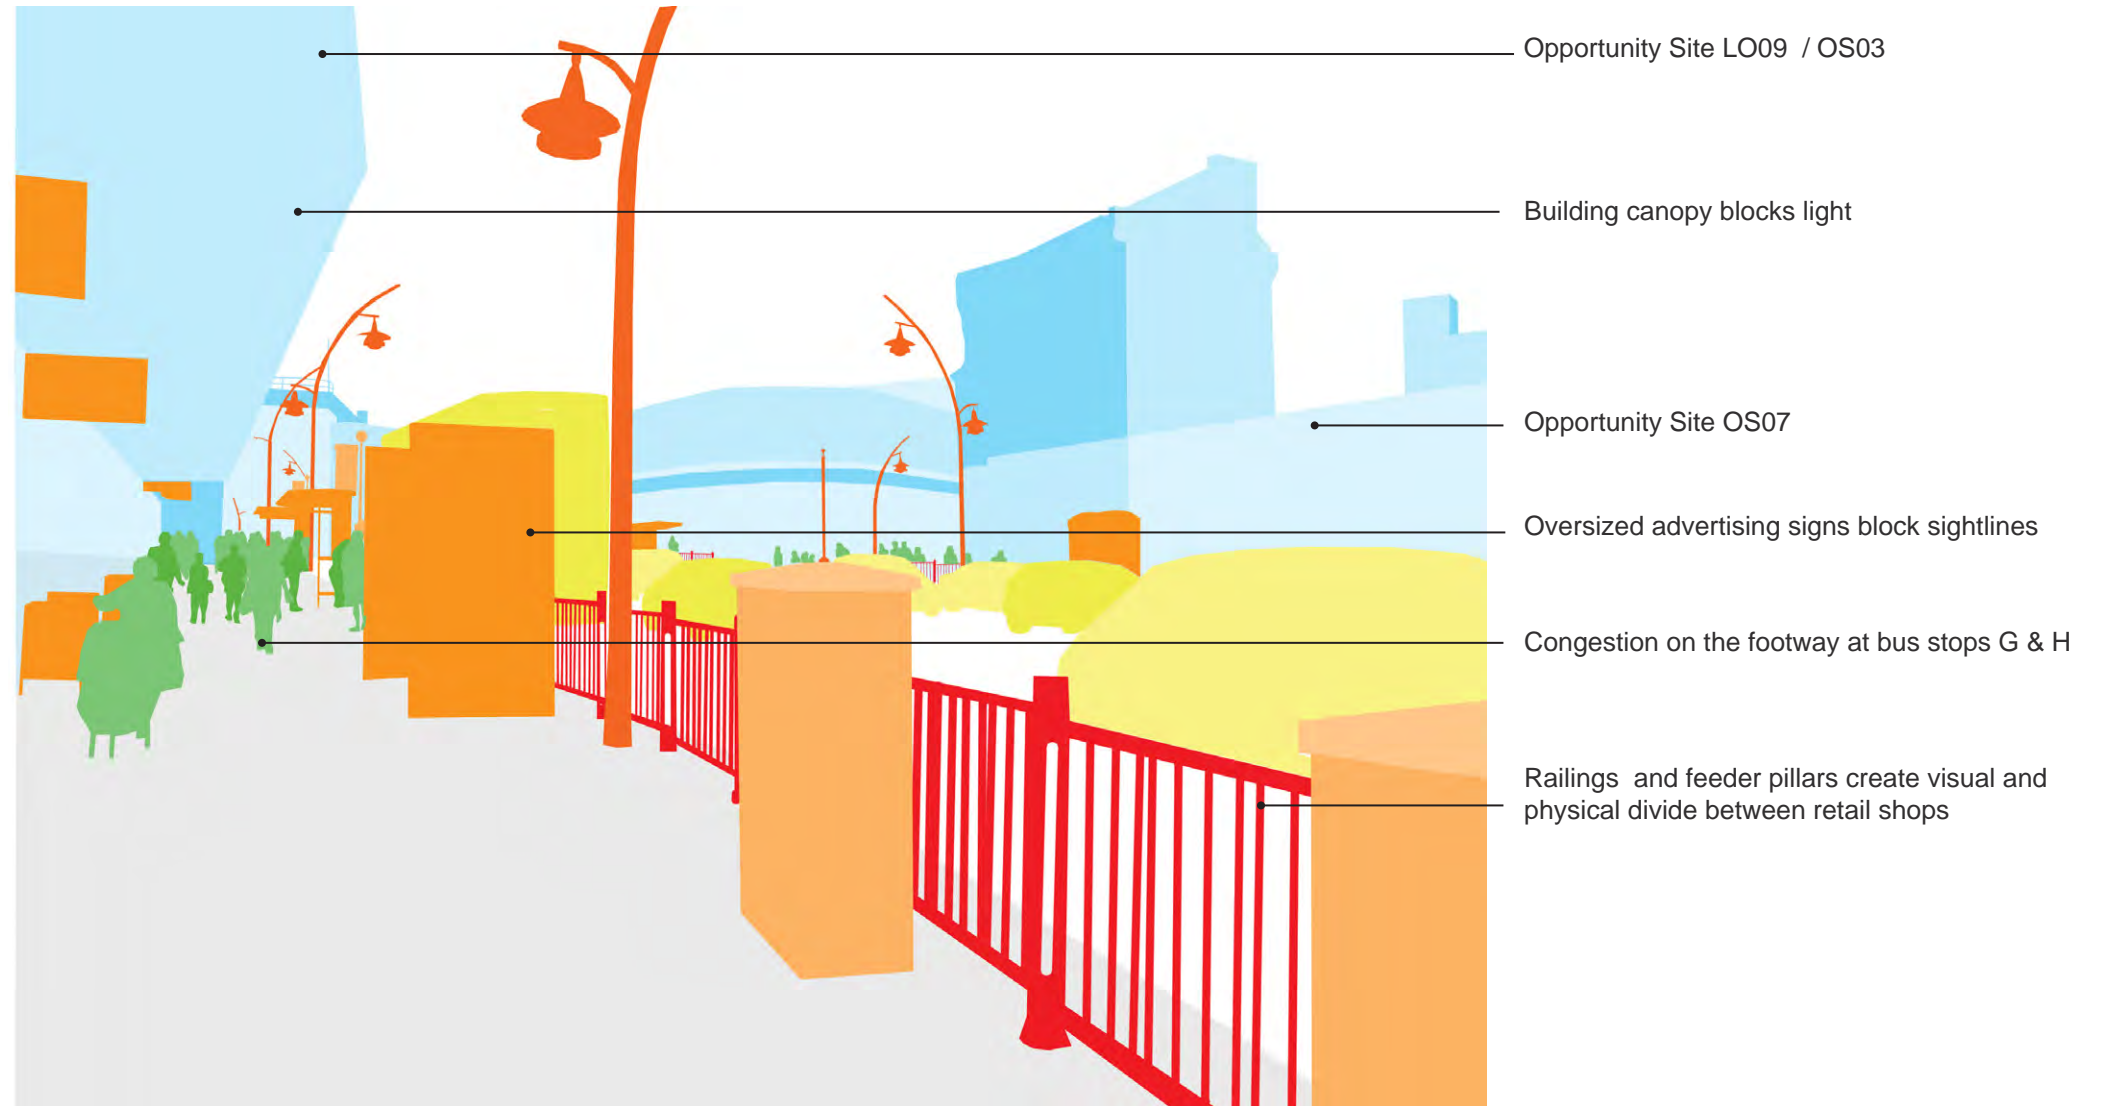 Opportunity Site LO09 / OS03
Building canopy blocks light
Opportunity Site OS07
Oversized advertising signs block sightlines
Congestion on the footway at bus stops G & H
Railings and feeder pillars create visual and
physical divide between retail shops